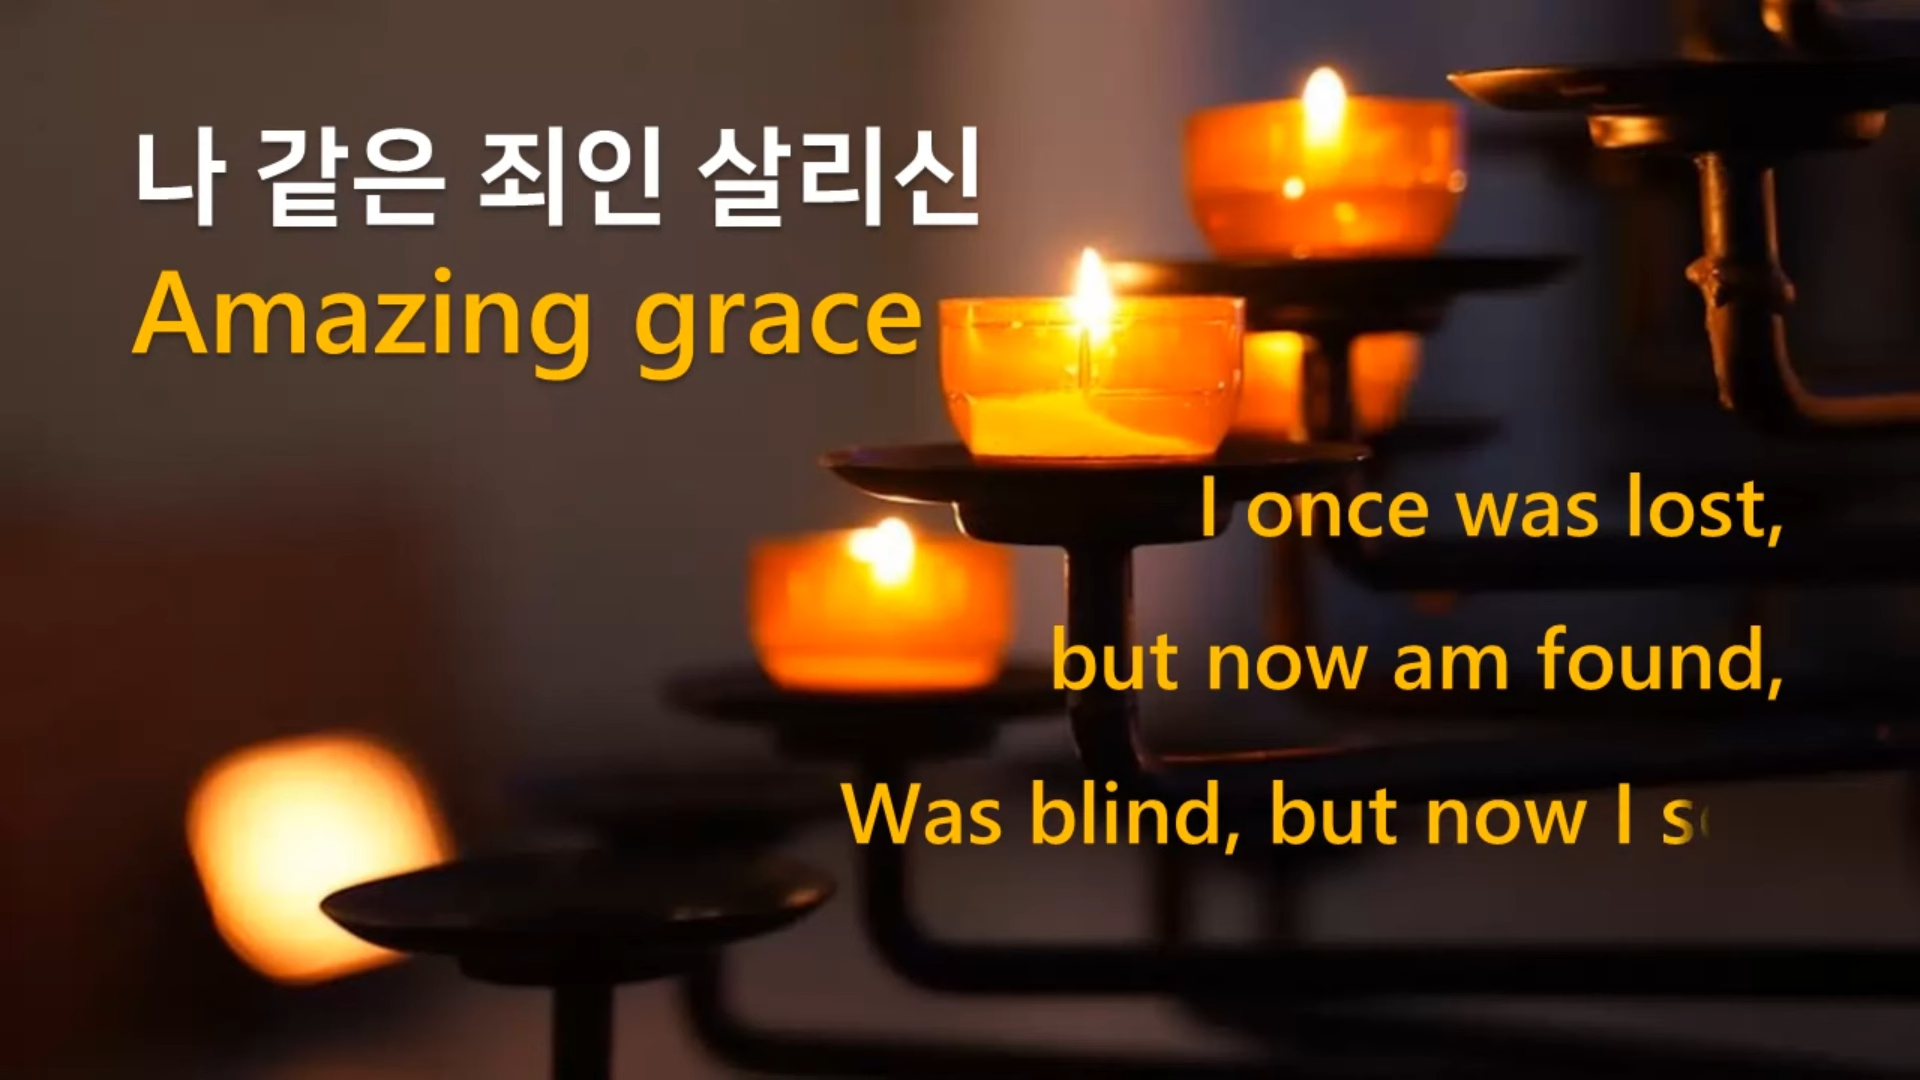 나 같은 죄인 살리신
Amazing grace
I once was lost,
but now am found,
Was blind, but now I